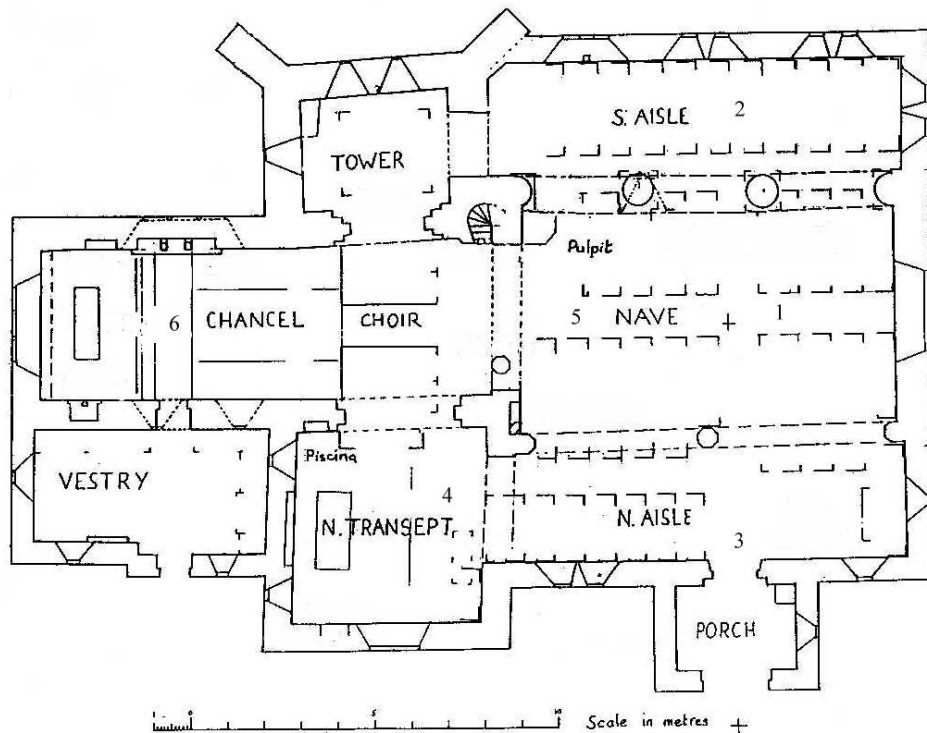 S. AISLE 2
TOWER
Pulpit
6 CHANCEL CHOIR 5 NAVE 1
Piscina
VESTRY
N. TRANSEPT 4
N. AISLE
3
PORCH
0 5 10
Scale in metres